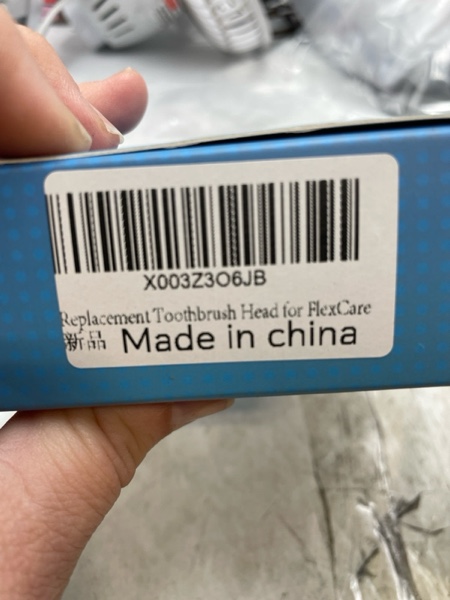 X003Z3O6JB
Replacement Toothbrush Head for FlexCare
新品 Made in china